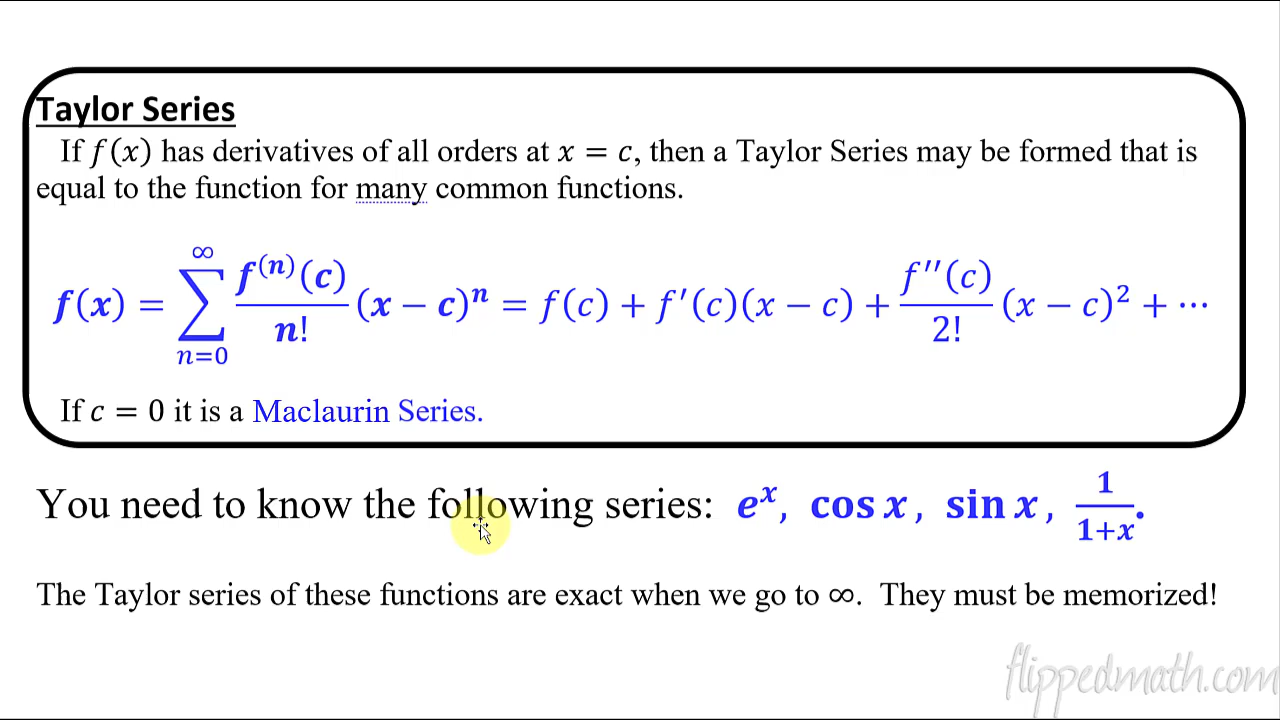 Taylor Series
If f(x) has derivatives of all orders at x = c, then a Taylor Series may be formed that is
equal to the function for many common functions.
f(x) = ∑_{n=0}^{∞} \frac{f^{(n)}(c)}{n!} (x − c)^n = f(c) + f′(c)(x − c) + \frac{f′′(c)}{2!} (x − c)^2 + ⋯
If c = 0 it is a Maclaurin Series.
You need to know the following series: e^x, cos x, sin x, \frac{1}{1+x}.
The Taylor series of these functions are exact when we go to ∞. They must be memorized!
flippedmath.com